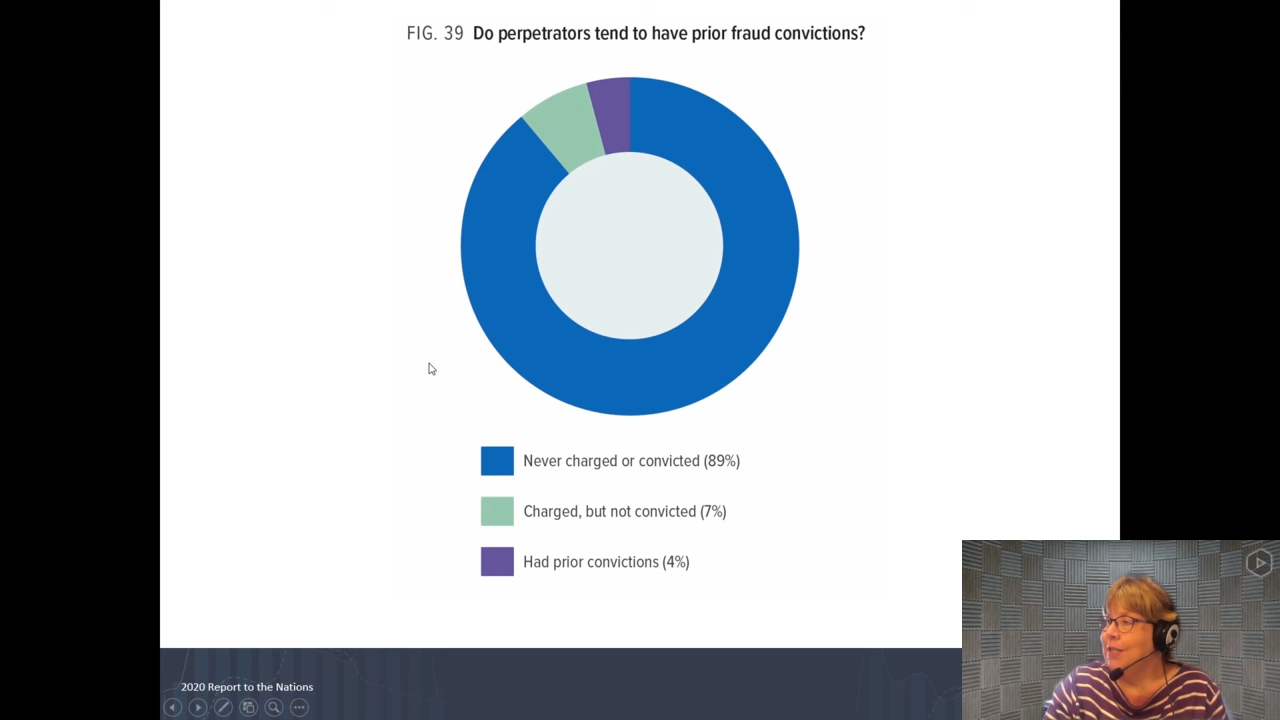 FIG. 39 Do perpetrators tend to have prior fraud convictions?
Never charged or convicted (89%)
Charged, but not convicted (7%)
Had prior convictions (4%)
2020 Report to the Nations